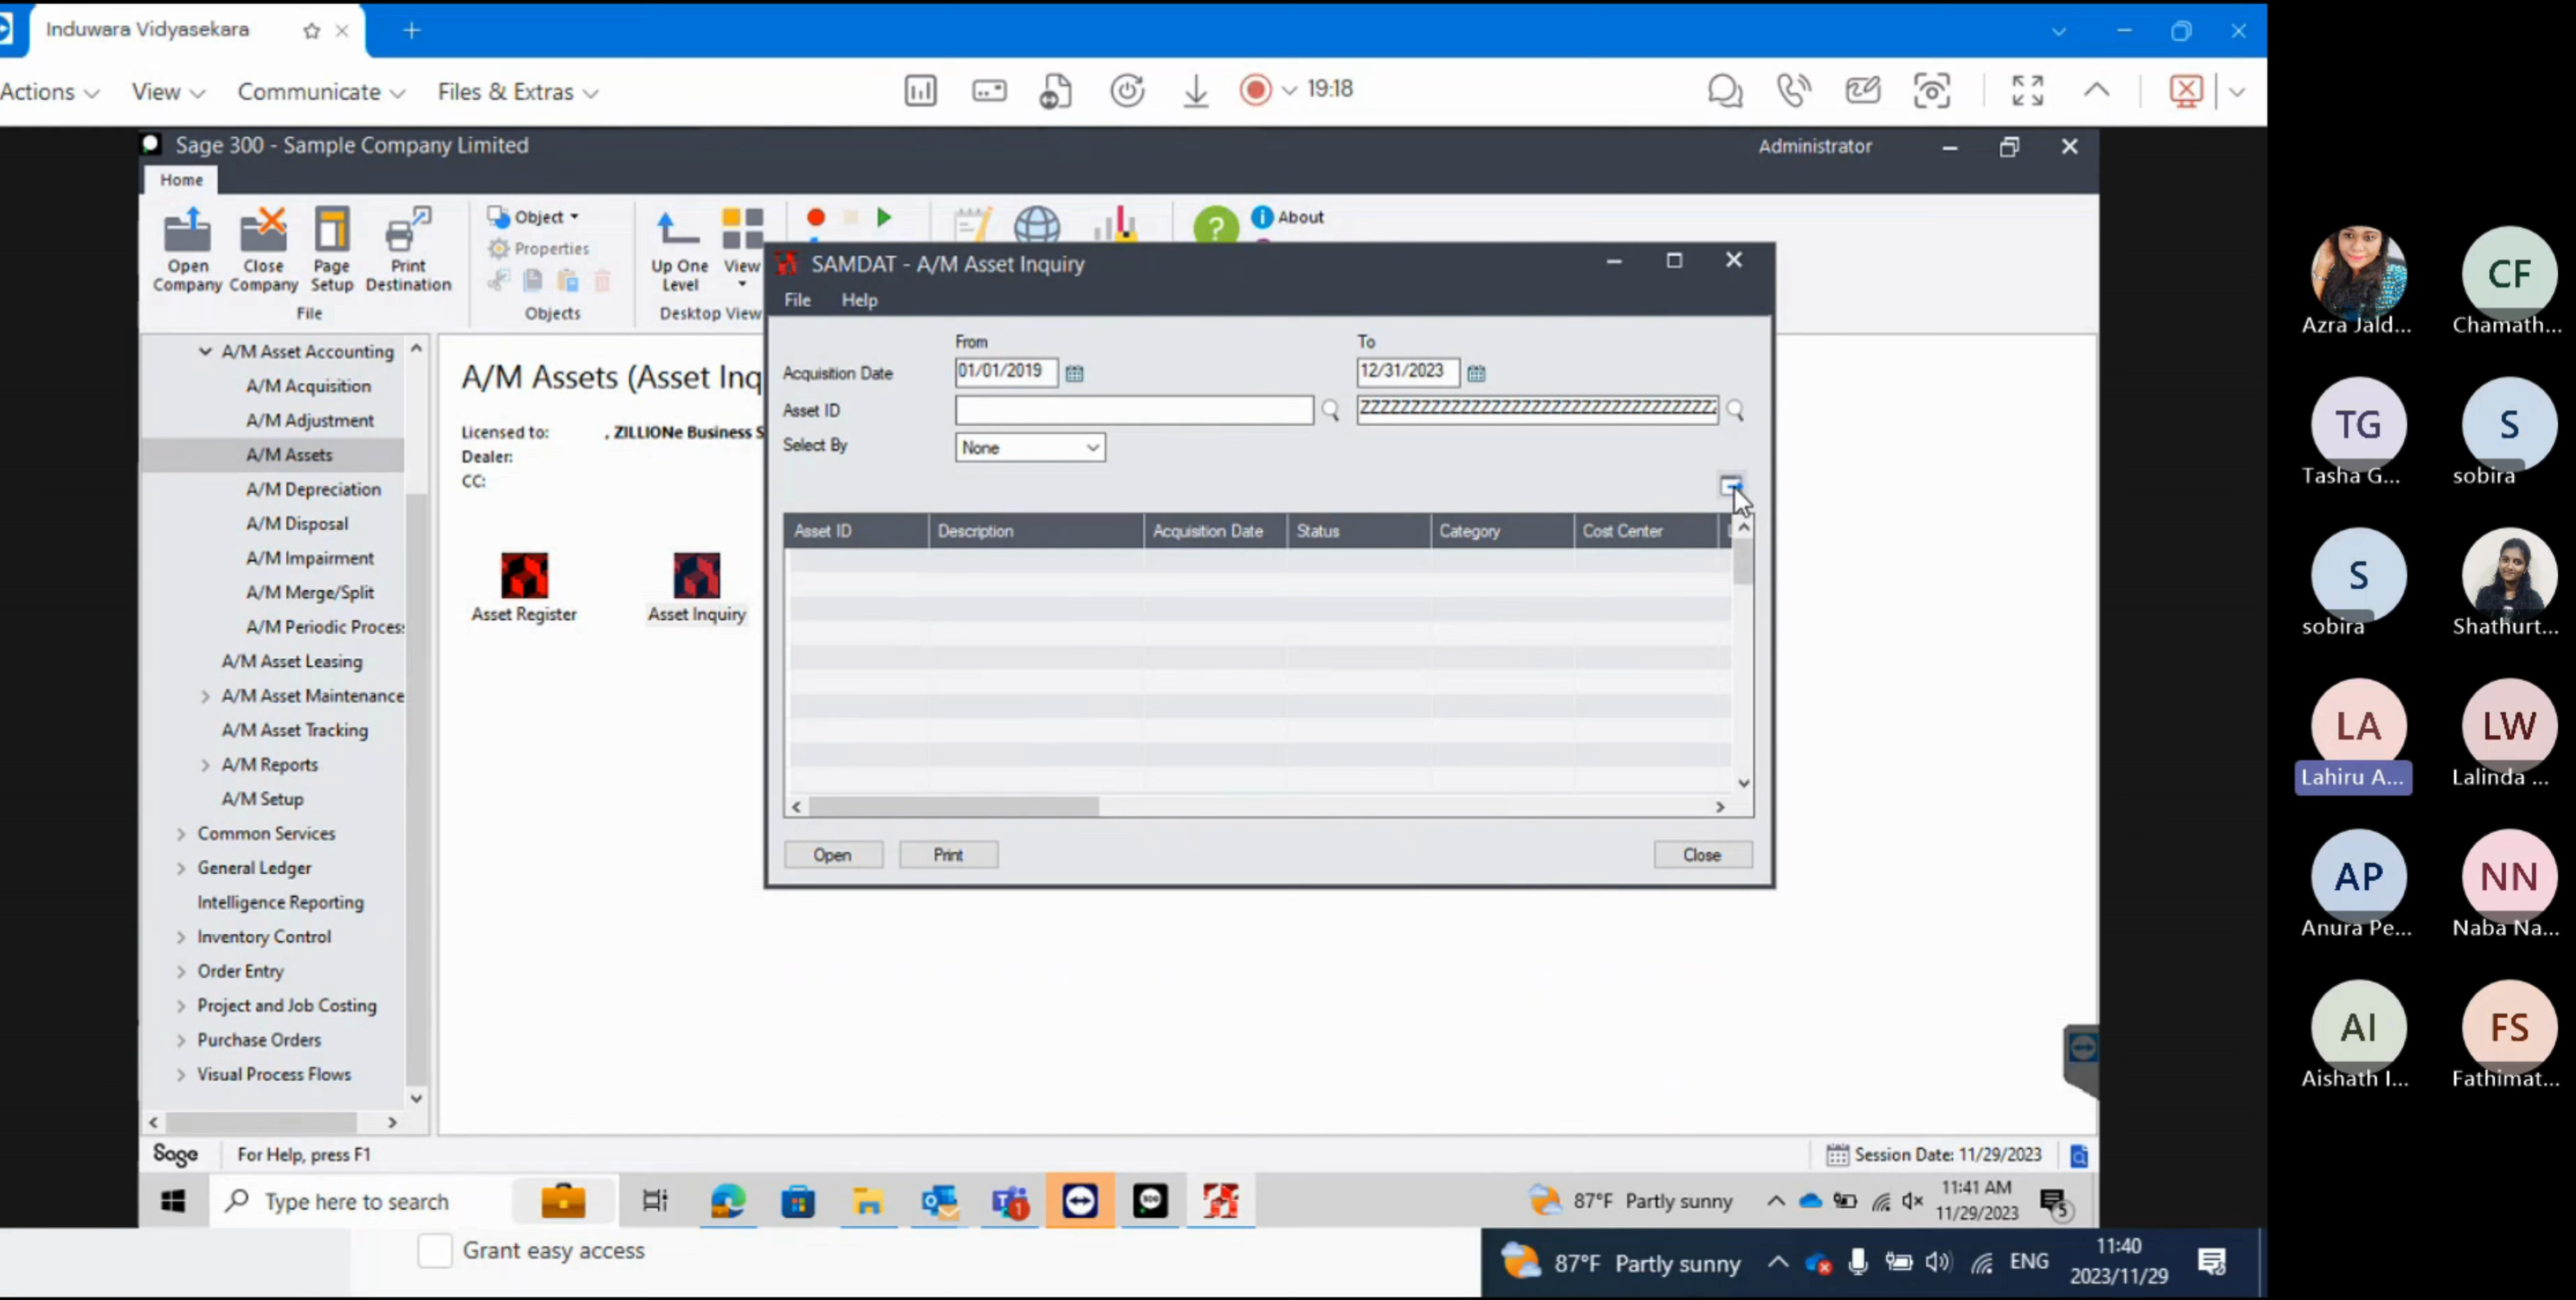 Induwara Vidyasekara
Actions
View
Communicate
Files & Extras
19:18
Sage 300 - Sample Company Limited
Administrator
Home
Open Company
Close Company
Page Setup
Print Destination
File
Object
Properties
Objects
Up One Level
View
Desktop View
About
SAMDAT - A/M Asset Inquiry
File
Help
From
To
Acquisition Date
01/01/2019
12/31/2023
Asset ID
Select By
None
Asset ID
Description
Acquisition Date
Status
Category
Cost Center
Open
Print
Close
A/M Asset Accounting
A/M Acquisition
A/M Adjustment
A/M Assets
A/M Depreciation
A/M Disposal
A/M Impairment
A/M Merge/Split
A/M Periodic Proces
A/M Asset Leasing
A/M Asset Maintenance
A/M Asset Tracking
A/M Reports
A/M Setup
Common Services
General Ledger
Intelligence Reporting
Inventory Control
Order Entry
Project and Job Costing
Purchase Orders
Visual Process Flows
A/M Assets (Asset Inq
Licensed to: , ZILLIONe Business S
Dealer:
CC:
Asset Register
Asset Inquiry
Sage
For Help, press F1
Session Date: 11/29/2023
Type here to search
1
300
87°F Partly sunny
11:41 AM
11/29/2023
5
Grant easy access
87°F Partly sunny
ENG
11:40
2023/11/29
Azra Jald...
CF
Chamath...
TG
Tasha G...
S
sobira
S
sobira
Shathurt...
LA
Lahiru A...
LW
Lalinda ...
AP
Anura Pe...
NN
Naba Na...
AI
Aishath I...
FS
Fathimat...